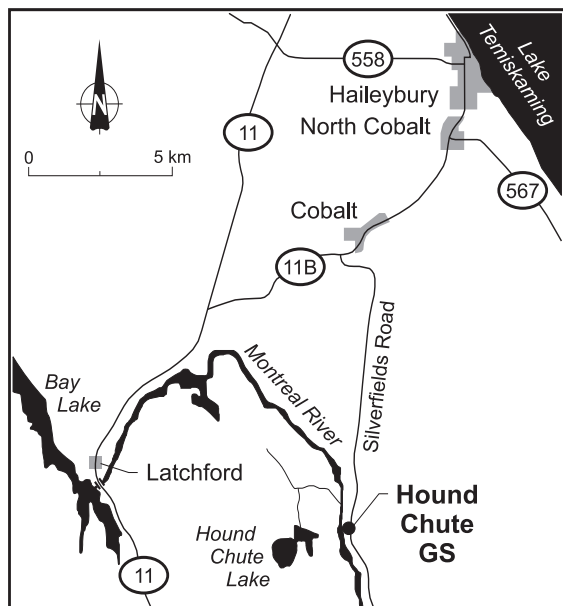 558
Lake
Temiskaming
Haileybury
N
11
North Cobalt
0 5 km
567
Cobalt
11B
Silverfields Road
Montreal River
Bay
Lake
Latchford
Hound
Chute
GS
Hound
Chute
Lake
11